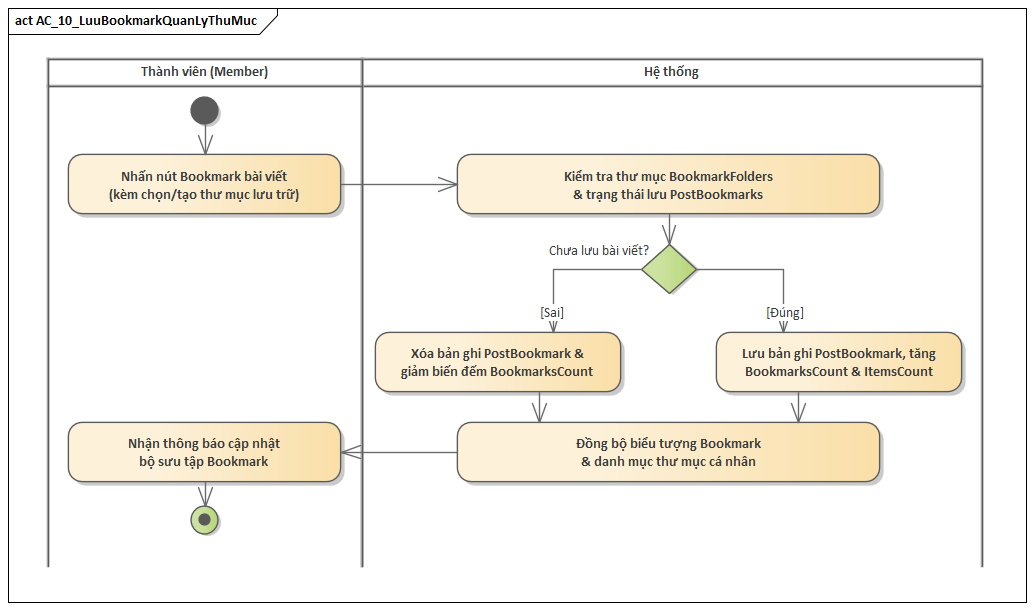 act AC_10_LuuBookmarkQuanLyThuMuc
Thành viên (Member)
Hệ thống
Nhấn nút Bookmark bài viết
(kèm chọn/tạo thư mục lưu trữ)
Kiểm tra thư mục BookmarkFolders
& trạng thái lưu PostBookmarks
Chưa lưu bài viết?
[Sai]
[Đúng]
Xóa bản ghi PostBookmark &
giảm biến đếm BookmarksCount
Lưu bản ghi PostBookmark, tăng
BookmarksCount & ItemsCount
Nhận thông báo cập nhật
bộ sưu tập Bookmark
Đồng bộ biểu tượng Bookmark
& danh mục thư mục cá nhân